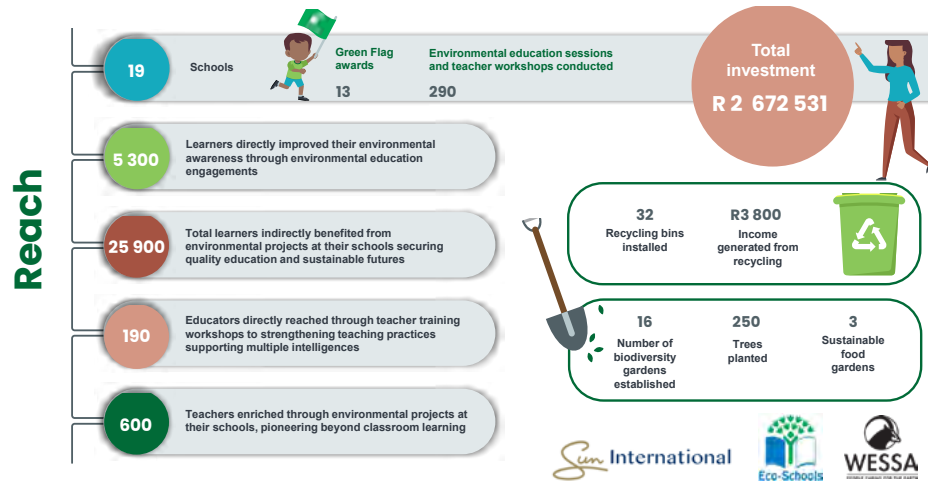 Reach
19
Schools
Green Flag
awards
13
Environmental education sessions
and teacher workshops conducted
290
Total
investment
R 2 672 531
5 300
Learners directly improved their environmental
awareness through environmental education
engagements
25 900
Total learners indirectly benefited from
environmental projects at their schools securing
quality education and sustainable futures
190
Educators directly reached through teacher training
workshops to strengthening teaching practices
supporting multiple intelligences
600
Teachers enriched through environmental projects at
their schools, pioneering beyond classroom learning
32
Recycling bins
installed
R3 800
Income
generated from
recycling
16
Number of
biodiversity
gardens
established
250
Trees
planted
3
Sustainable
food
gardens
Sun International
Eco-Schools
WESSA